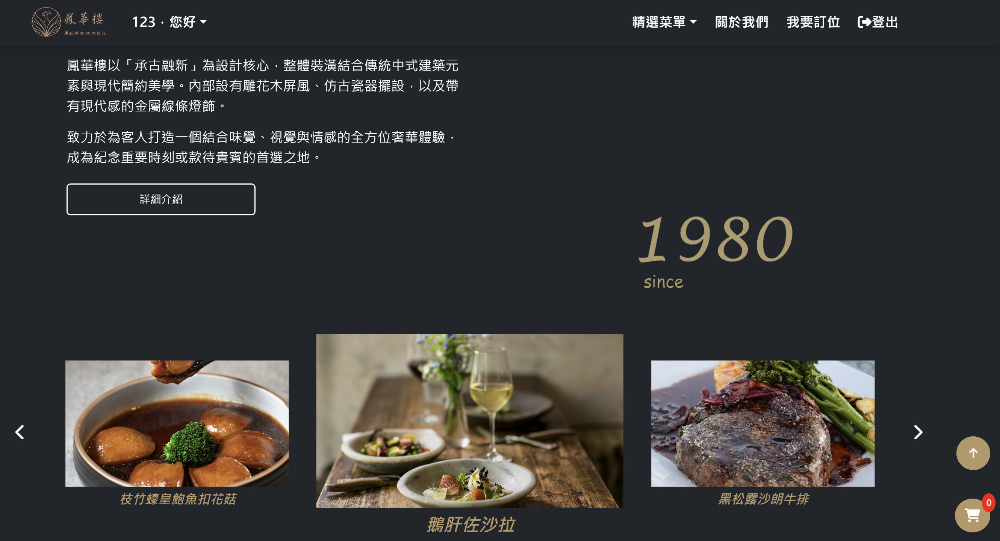 鳳華樓
鳳臨華堂,味啓盛世
123，您好
精選菜單
關於我們
我要訂位
登出
鳳華樓以「承古融新」為設計核心，整體裝潢結合傳統中式建築元
素與現代簡約美學。內部設有雕花木屏風、仿古瓷器擺設，以及帶
有現代感的金屬線條燈飾。
致力於為客人打造一個結合味覺、視覺與情感的全方位奢華體驗，
成為紀念重要時刻或款待貴賓的首選之地。
詳細介紹
1980
since
枝竹蠔皇鮑魚扣花菇
鵝肝佐沙拉
黑松露沙朗牛排
0